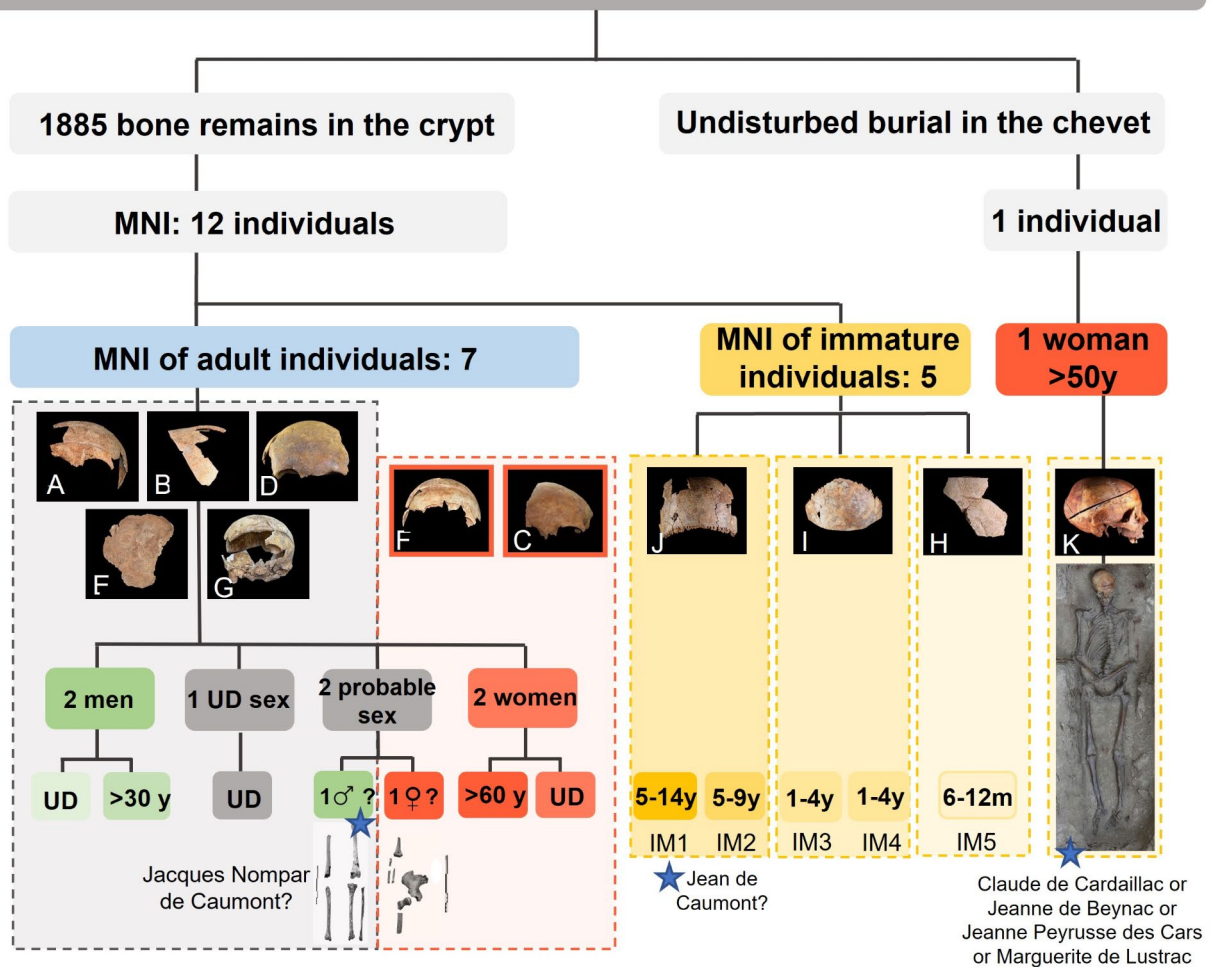 1885 bone remains in the crypt
Undisturbed burial in the chevet
MNI: 12 individuals
1 individual
MNI of adult individuals: 7
MNI of immature
individuals: 5
1 woman
>50y
A
B
D
F
G
F
C
J
I
H
K
2 men
1 UD sex
2 probable
sex
2 women
UD
>30 y
UD
1♂ ?
1♀?
>60 y
UD
5-14y
5-9y
1-4y
1-4y
6-12m
IM1
IM2
IM3
IM4
IM5
Jacques Nompar
de Caumont?
Jean de
Caumont?
Claude de Cardaillac or
Jeanne de Beynac or
Jeanne Peyrusse des Cars
or Marguerite de Lustrac